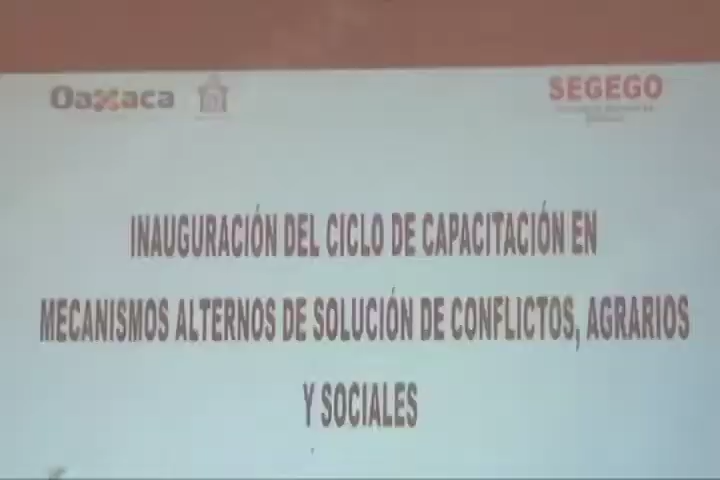 Oaxaca
SEGEGO
INAUGURACIÓN DEL CICLO DE CAPACITACIÓN EN
MECANISMOS ALTERNOS DE SOLUCIÓN DE CONFLICTOS, AGRARIOS
Y SOCIALES